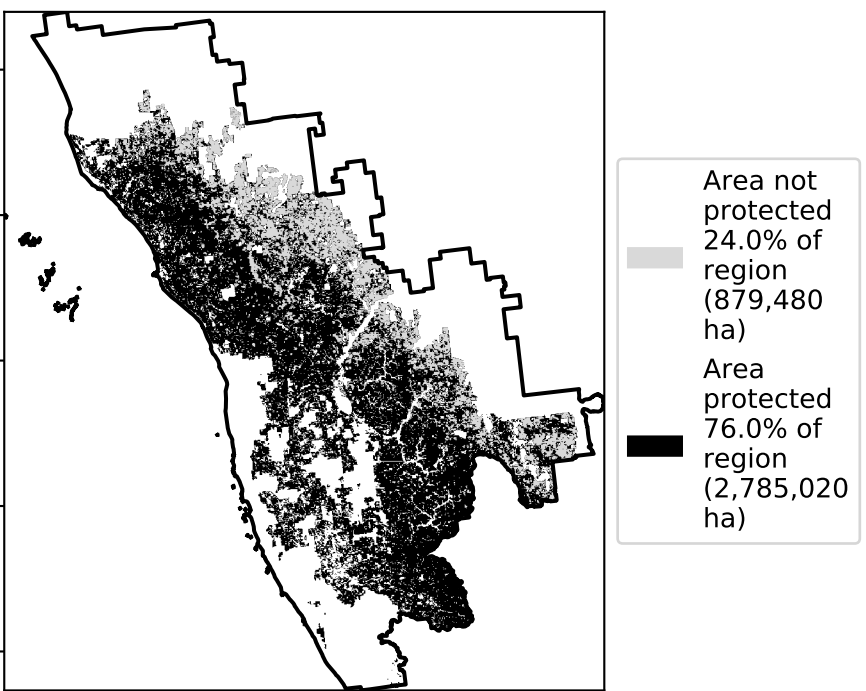 Area not
protected
24.0% of
region
(879,480
ha)
Area
protected
76.0% of
region
(2,785,020
ha)